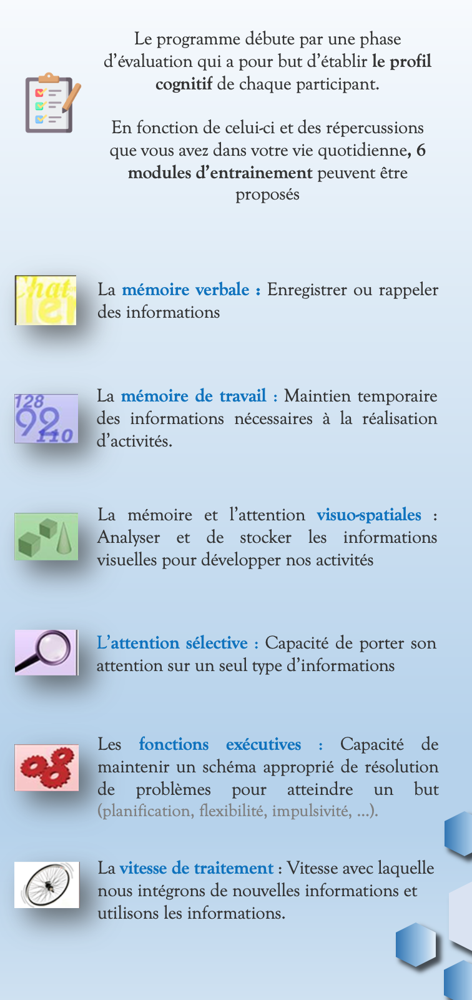 Le programme débute par une phase
d'évaluation qui a pour but d'établir le profil
cognitif de chaque participant.
En fonction de celui-ci et des répercussions
que vous avez dans votre vie quotidienne, 6
modules d'entrainement peuvent être
proposés
Chat
ler
La mémoire verbale : Enregistrer ou rappeler
des informations
128
92
110
La mémoire de travail : Maintien temporaire
des informations nécessaires à la réalisation
d'activités.
La mémoire et l'attention visuo-spatiales :
Analyser et de stocker les informations
visuelles pour développer nos activités
L'attention sélective : Capacité de porter son
attention sur un seul type d'informations
Les fonctions exécutives : Capacité de
maintenir un schéma approprié de résolution
de problèmes pour atteindre un but
(planification, flexibilité, impulsivité, ...).
La vitesse de traitement : Vitesse avec laquelle
nous intégrons de nouvelles informations et
utilisons les informations.